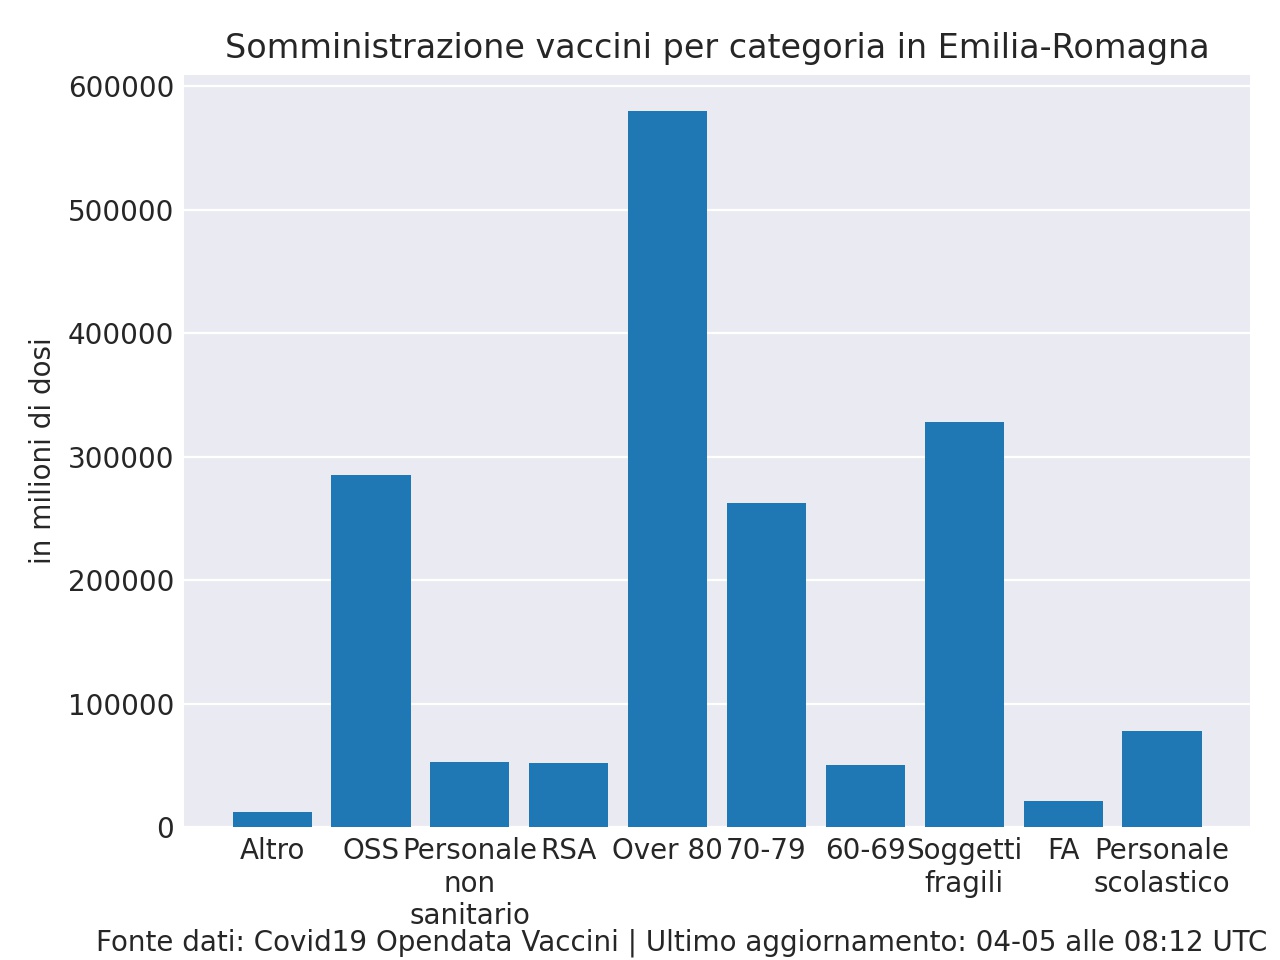 Somministrazione vaccini per categoria in Emilia-Romagna
600000
500000
400000
300000
200000
100000
0
in milioni di dosi
Altro
OSS
Personale
non
sanitario
RSA
Over 80
70-79
60-69
Soggetti
fragili
FA
Personale
scolastico
Fonte dati: Covid19 Opendata Vaccini | Ultimo aggiornamento: 04-05 alle 08:12 UTC